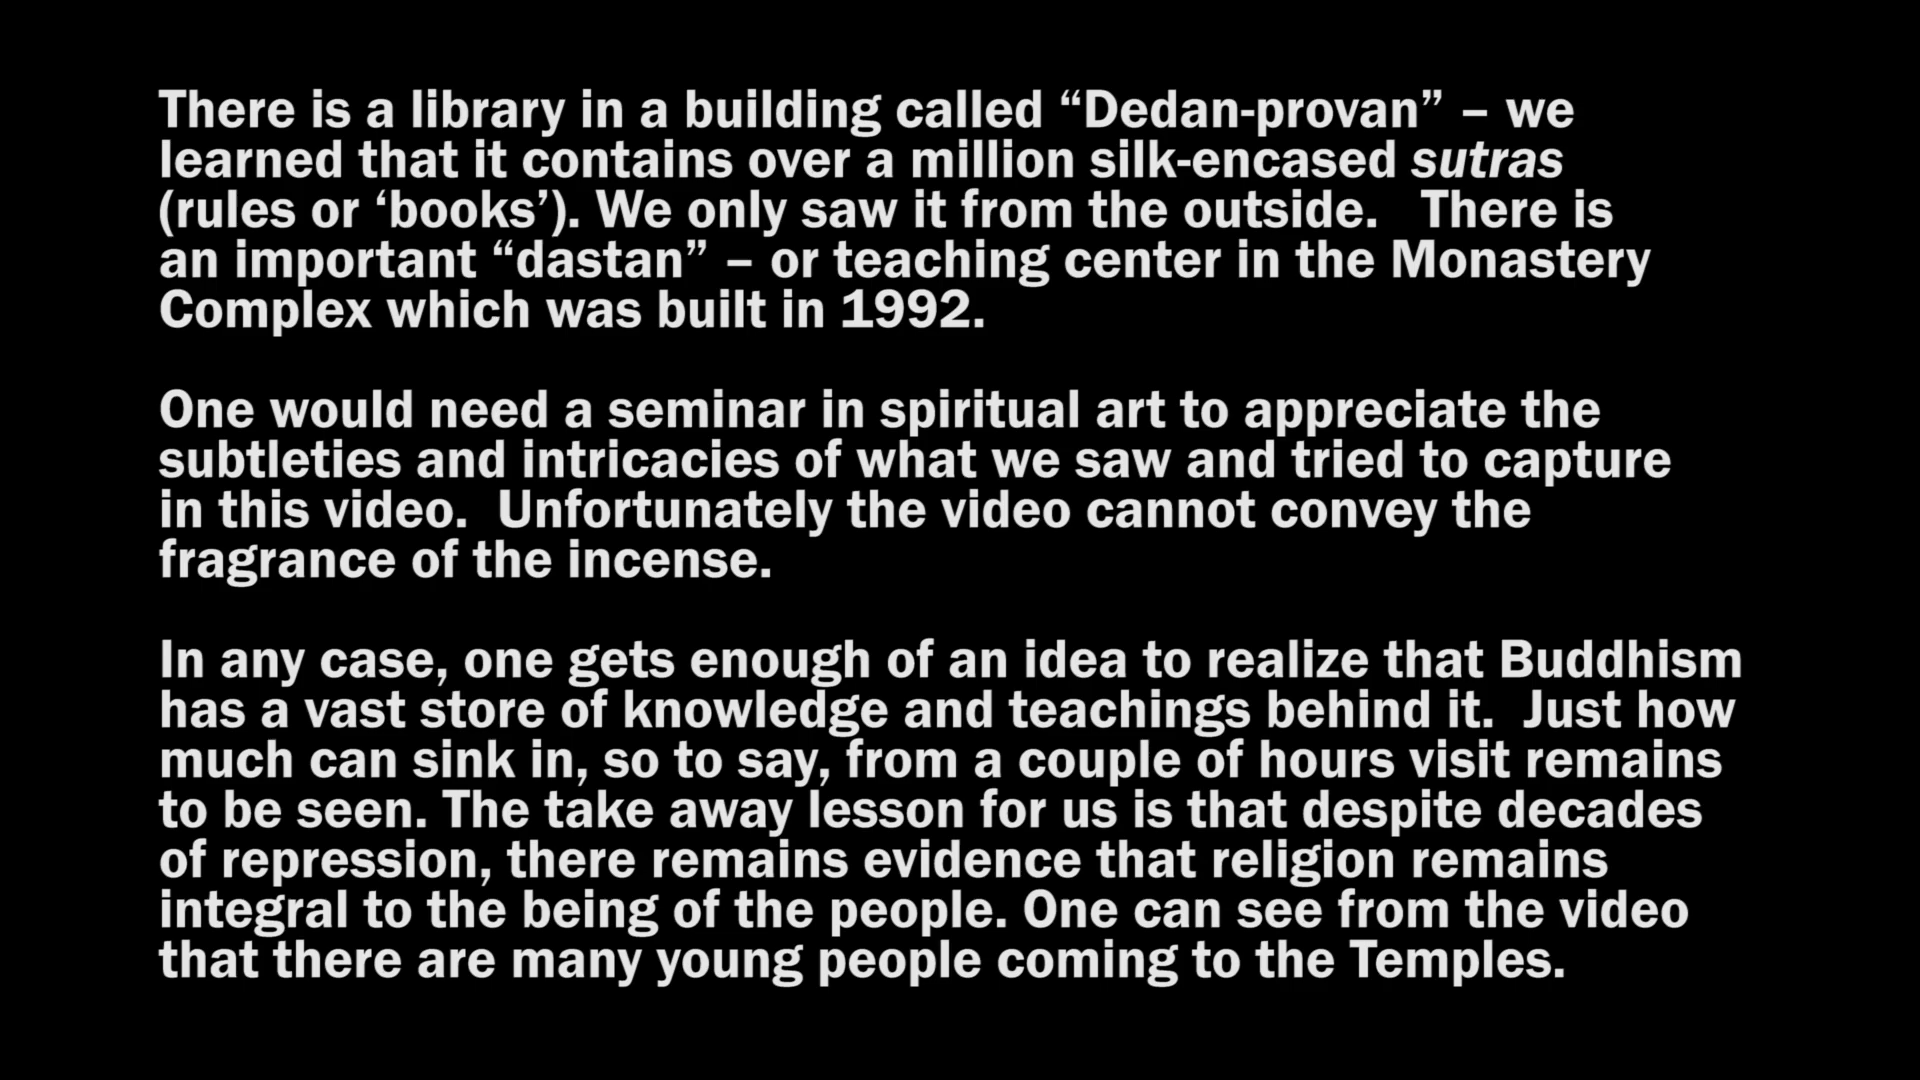 There is a library in a building called “Dedan-provan” – we
learned that it contains over a million silk-encased sutras
(rules or ‘books’). We only saw it from the outside.   There is
an important “dastan” – or teaching center in the Monastery
Complex which was built in 1992.
One would need a seminar in spiritual art to appreciate the
subtleties and intricacies of what we saw and tried to capture
in this video.  Unfortunately the video cannot convey the
fragrance of the incense.
In any case, one gets enough of an idea to realize that Buddhism
has a vast store of knowledge and teachings behind it.  Just how
much can sink in, so to say, from a couple of hours visit remains
to be seen. The take away lesson for us is that despite decades
of repression, there remains evidence that religion remains
integral to the being of the people. One can see from the video
that there are many young people coming to the Temples.